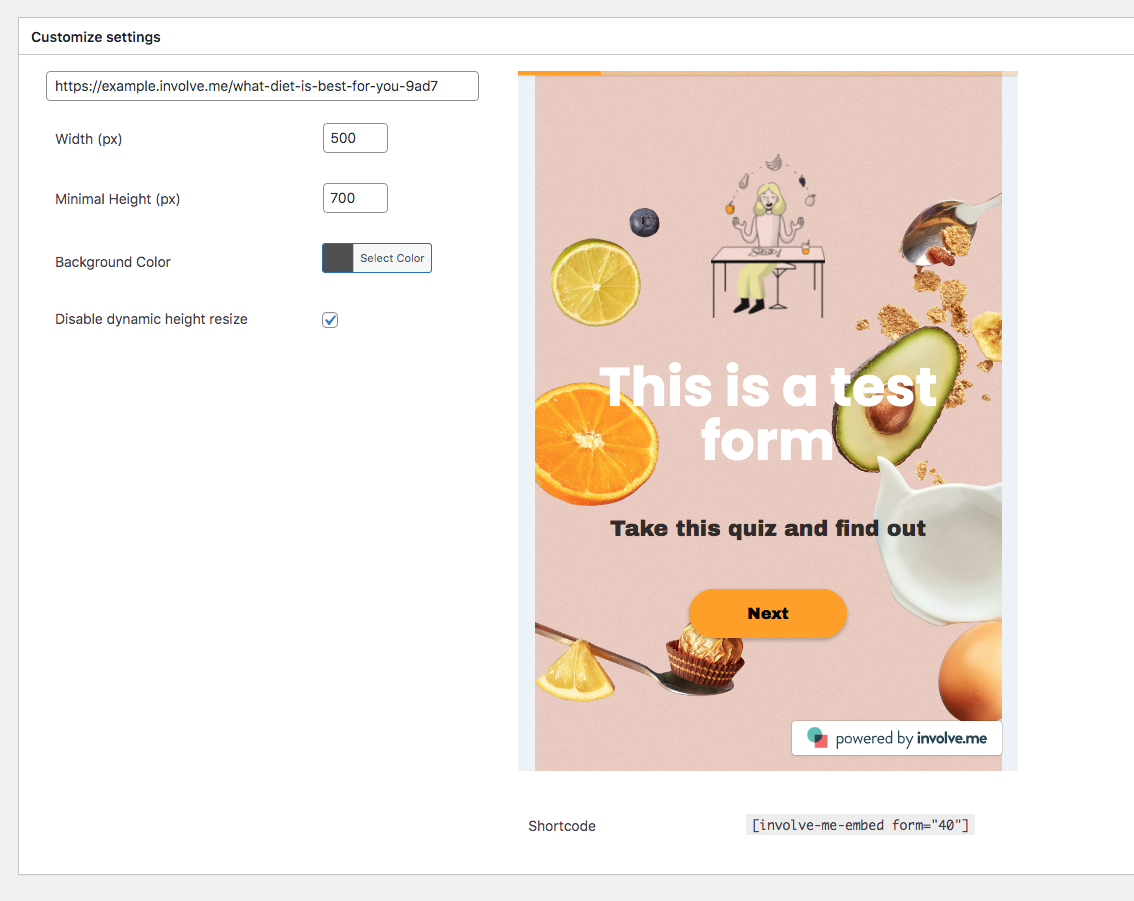 Customize settings
https://example.involve.me/what-diet-is-best-for-you-9ad7
Width (px)
500
Minimal Height (px)
700
Background Color
Select Color
Disable dynamic height resize
This is a test
form
Take this quiz and find out
Next
powered by involve.me
Shortcode
[involve-me-embed form="40"]